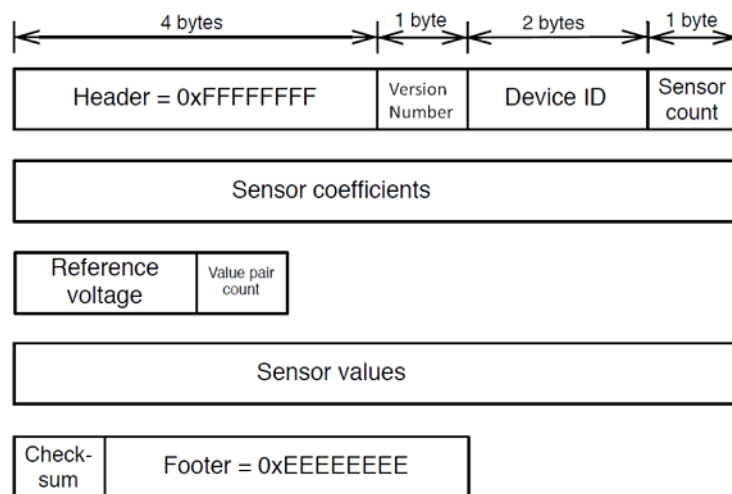 4 bytes 1 byte 2 bytes 1 byte
Header = 0xFFFFFFFF Version Number Device ID Sensor count
Sensor coefficients
Reference voltage Value pair count
Sensor values
Check-sum Footer = 0xEEEEEEEE